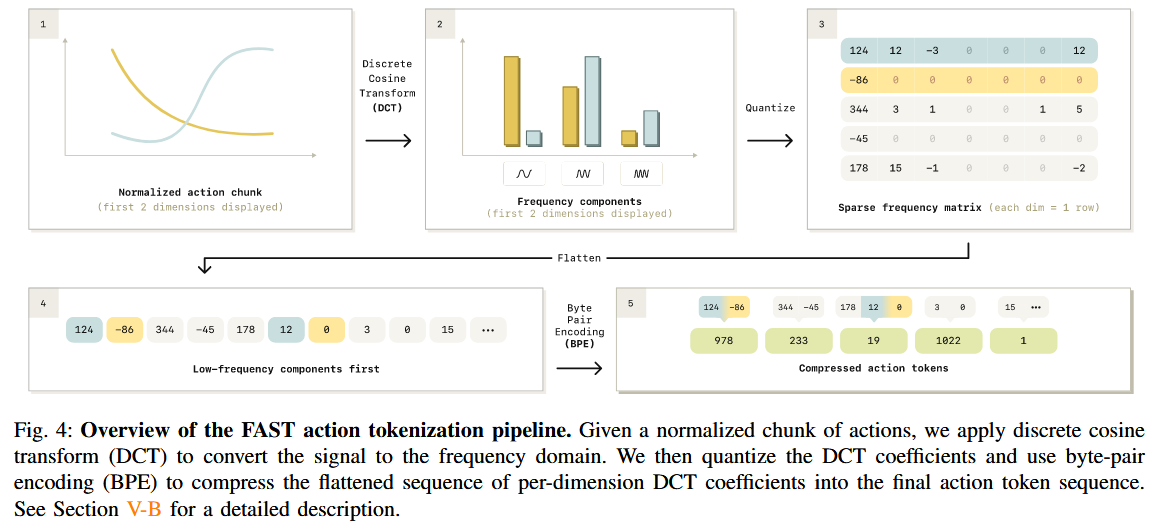 1
Discrete
Cosine
Transform
(DCT)
Normalized action chunk
(first 2 dimensions displayed)
2
Frequency components
(first 2 dimensions displayed)
Quantize
3
124 12 −3 0 0 0 12
−86 0 0 0 0 0 0
344 3 1 0 0 1 5
−45 0 0 0 0 0 0
178 15 −1 0 0 0 −2
Sparse frequency matrix (each dim = 1 row)
Flatten
4
124 −86 344 −45 178 12 0 3 0 15 •••
Low-frequency components first
Byte
Pair
Encoding
(BPE)
5
124 −86 344 −45 178 12 0 3 0 15 •••
978 233 19 1022 1
Compressed action tokens
Fig. 4: Overview of the FAST action tokenization pipeline. Given a normalized chunk of actions, we apply discrete cosine
transform (DCT) to convert the signal to the frequency domain. We then quantize the DCT coefficients and use byte-pair
encoding (BPE) to compress the flattened sequence of per-dimension DCT coefficients into the final action token sequence.
See Section V-B for a detailed description.